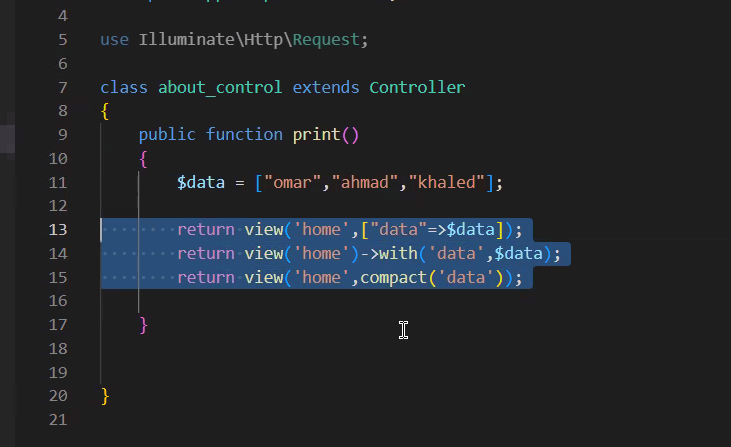 4
5 use Illuminate\Http\Request;
6
7 class about_control extends Controller
8 {
9 public function print()
10 {
11 $data = ["omar","ahmad","khaled"];
12
13 return view('home',["data"=>$data]);
14 return view('home')->with('data',$data);
15 return view('home',compact('data'));
16
17 }
18
19
20 }
21